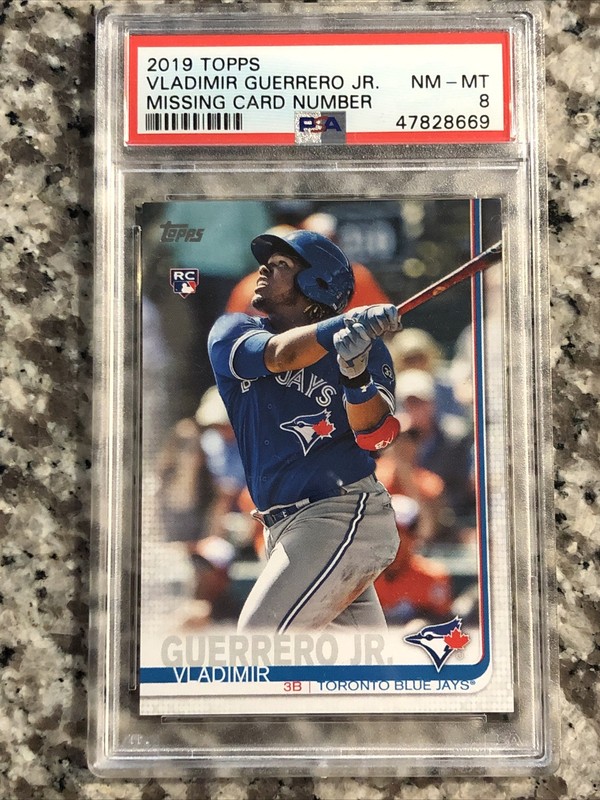 2019 TOPPS
VLADIMIR GUERRERO JR. NM – MT
MISSING CARD NUMBER 8
PSA 47828669
Topps
RC
JAYS
GUERRERO JR.
VLADIMIR
3B | TORONTO BLUE JAYS®